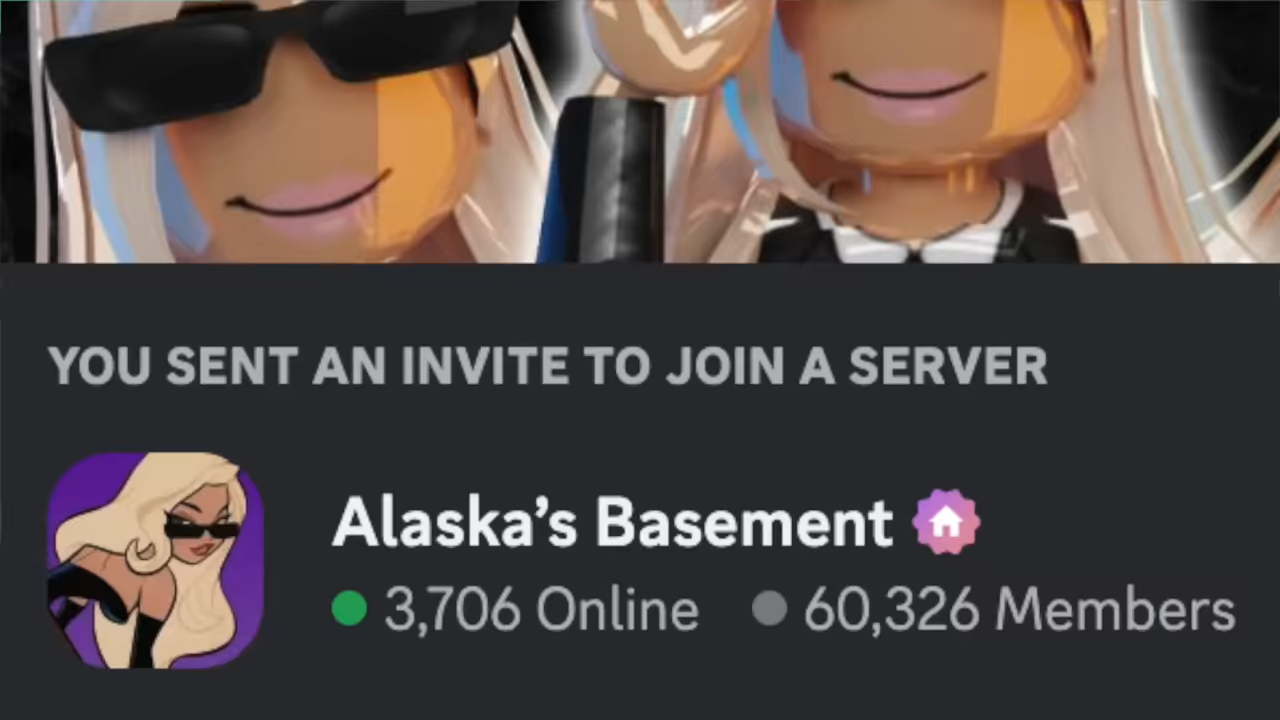 YOU SENT AN INVITE TO JOIN A SERVER
Alaska’s Basement
3,706 Online 60,326 Members